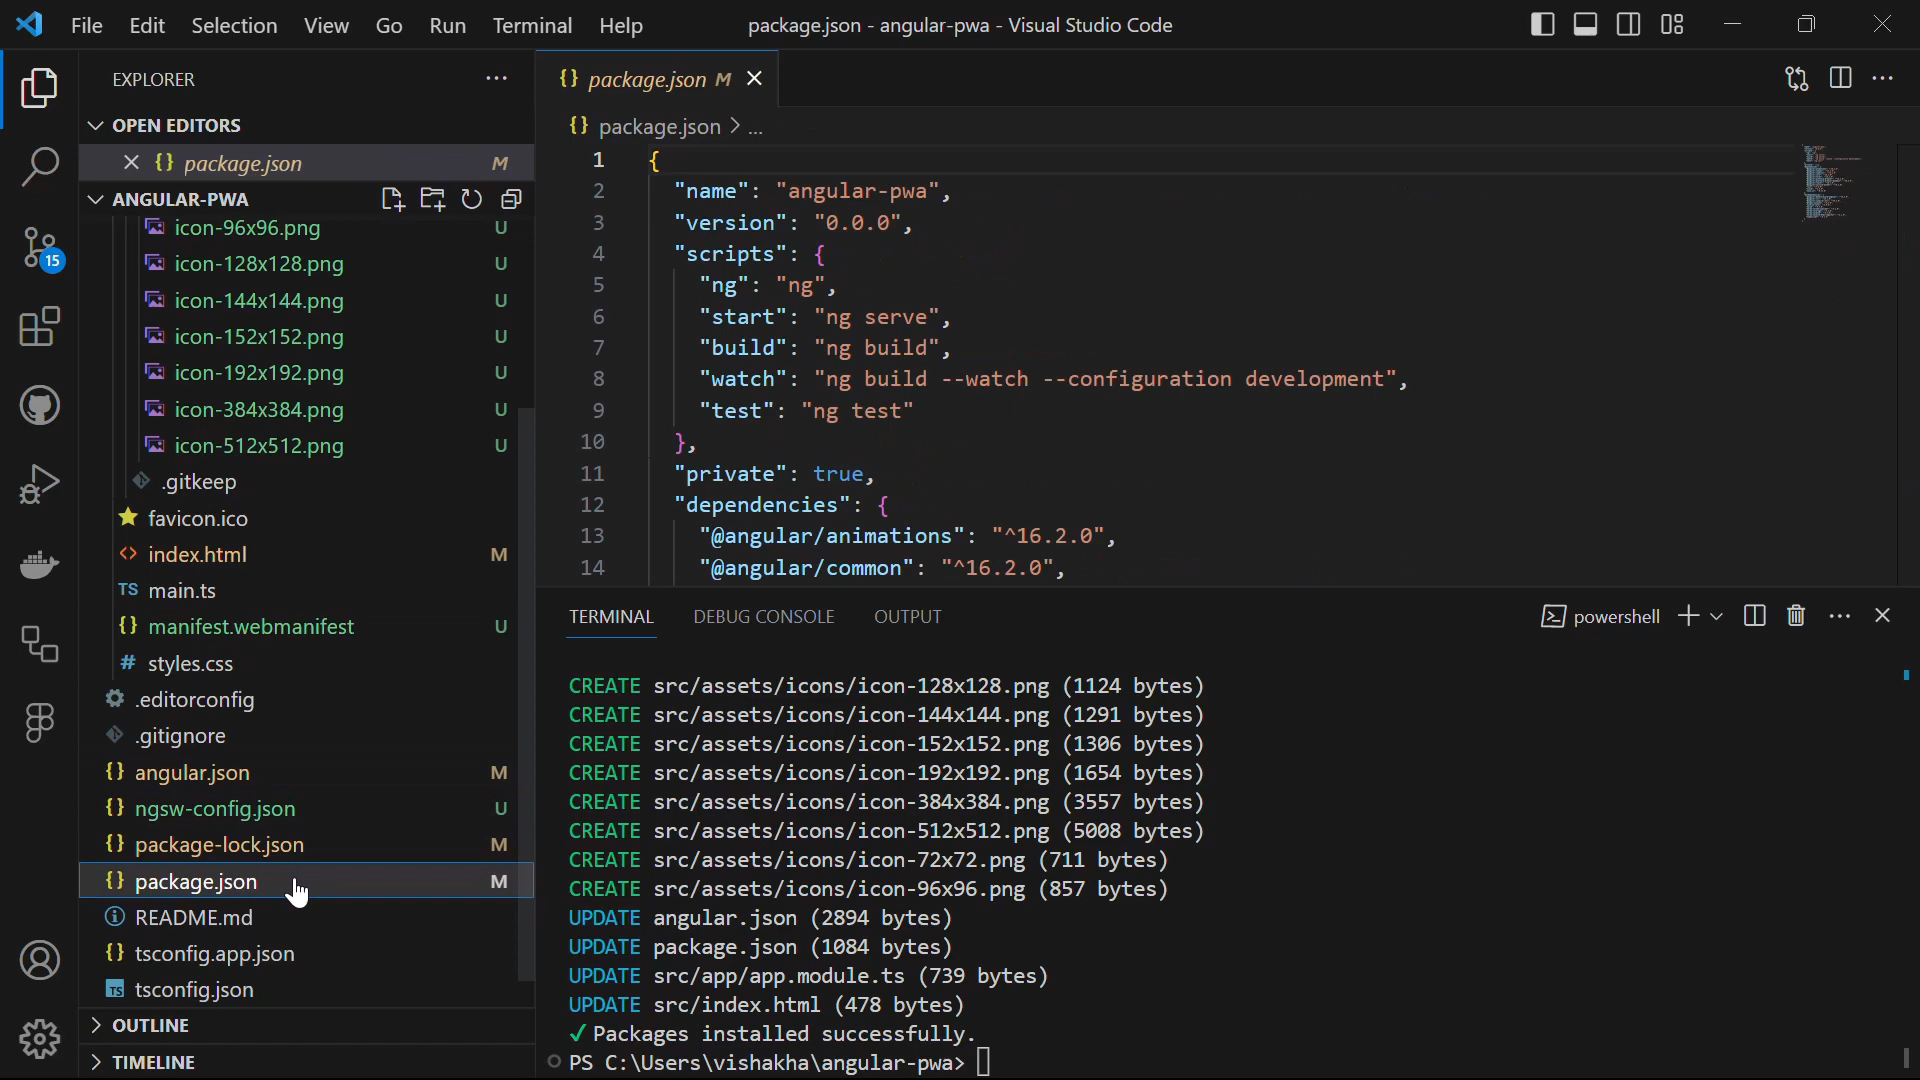 File Edit Selection View Go Run Terminal Help
package.json - angular-pwa - Visual Studio Code
EXPLORER
OPEN EDITORS
package.json M
ANGULAR-PWA
icon-96x96.png U
icon-128x128.png U
icon-144x144.png U
icon-152x152.png U
icon-192x192.png U
icon-384x384.png U
icon-512x512.png U
.gitkeep
favicon.ico
<> index.html M
TS main.ts
{} manifest.webmanifest U
# styles.css
.editorconfig
.gitignore
{} angular.json M
{} ngsw-config.json U
{} package-lock.json M
{} package.json M
README.md
{} tsconfig.app.json
TS tsconfig.json
OUTLINE
TIMELINE
15
{} package.json M
{} package.json > ...
1 {
2 "name": "angular-pwa",
3 "version": "0.0.0",
4 "scripts": {
5 "ng": "ng",
6 "start": "ng serve",
7 "build": "ng build",
8 "watch": "ng build --watch --configuration development",
9 "test": "ng test"
10 },
11 "private": true,
12 "dependencies": {
13 "@angular/animations": "^16.2.0",
14 "@angular/common": "^16.2.0",
TERMINAL DEBUG CONSOLE OUTPUT
powershell
CREATE src/assets/icons/icon-128x128.png (1124 bytes)
CREATE src/assets/icons/icon-144x144.png (1291 bytes)
CREATE src/assets/icons/icon-152x152.png (1306 bytes)
CREATE src/assets/icons/icon-192x192.png (1654 bytes)
CREATE src/assets/icons/icon-384x384.png (3557 bytes)
CREATE src/assets/icons/icon-512x512.png (5008 bytes)
CREATE src/assets/icons/icon-72x72.png (711 bytes)
CREATE src/assets/icons/icon-96x96.png (857 bytes)
UPDATE angular.json (2894 bytes)
UPDATE package.json (1084 bytes)
UPDATE src/app/app.module.ts (739 bytes)
UPDATE src/index.html (478 bytes)
✓ Packages installed successfully.
PS C:\Users\vishakha\angular-pwa>